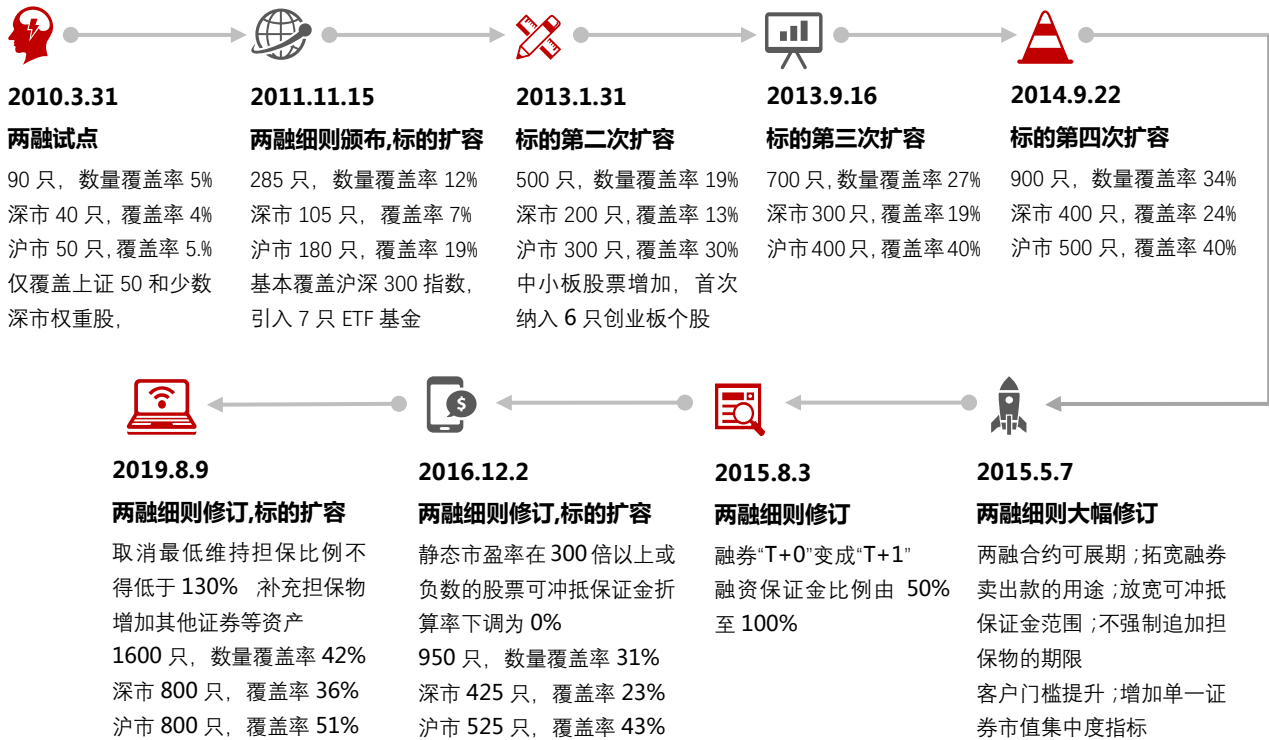 2010.3.31
两融试点
90 只，数量覆盖率 5%
深市 40 只，覆盖率 4%
沪市 50 只，覆盖率 5.%
仅覆盖上证 50 和少数
深市权重股，
2011.11.15
两融细则颁布,标的扩容
285 只，数量覆盖率 12%
深市 105 只，覆盖率 7%
沪市 180 只，覆盖率 19%
基本覆盖沪深 300 指数，
引入 7 只 ETF 基金
2013.1.31
标的第二次扩容
500 只，数量覆盖率 19%
深市 200 只，覆盖率 13%
沪市 300 只，覆盖率 30%
中小板股票增加，首次
纳入 6 只创业板个股
2013.9.16
标的第三次扩容
700 只，数量覆盖率 27%
深市 300 只，覆盖率 19%
沪市 400 只，覆盖率 40%
2014.9.22
标的第四次扩容
900 只，数量覆盖率 34%
深市 400 只，覆盖率 24%
沪市 500 只，覆盖率 40%
2015.5.7
两融细则大幅修订
两融合约可展期；拓宽融券
卖出款的用途；放宽可冲抵
保证金范围；不强制追加担
保物的期限
客户门槛提升；增加单一证
券市值集中度指标
2015.8.3
两融细则修订
融券“T+0”变成“T+1”
融资保证金比例由 50%
至 100%
2016.12.2
两融细则修订,标的扩容
静态市盈率在 300 倍以上或
负数的股票可冲抵保证金折
算率下调为 0%
950 只，数量覆盖率 31%
深市 425 只，覆盖率 23%
沪市 525 只，覆盖率 43%
2019.8.9
两融细则修订,标的扩容
取消最低维持担保比例不
得低于 130% ；补充担保物
增加其他证券等资产
1600 只，数量覆盖率 42%
深市 800 只，覆盖率 36%
沪市 800 只，覆盖率 51%